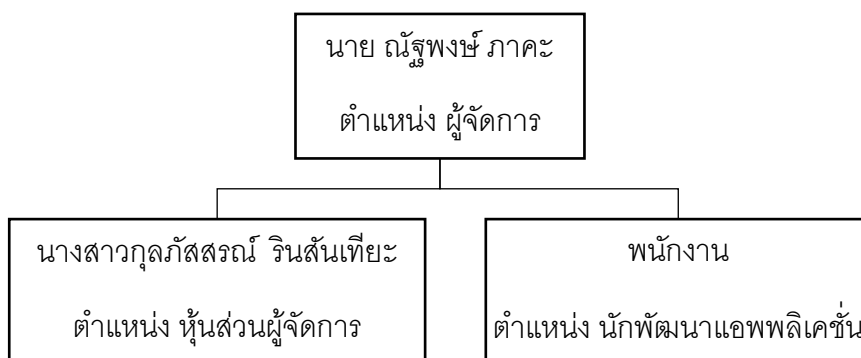 นาย ณัฐพงษ์ ภาคะ
ตำแหน่ง ผู้จัดการ
นางสาวกุลภัสสรณ์ รินสันเทียะ
ตำแหน่ง หุ้นส่วนผู้จัดการ
พนักงาน
ตำแหน่ง นักพัฒนาแอพพลิเคชั่น